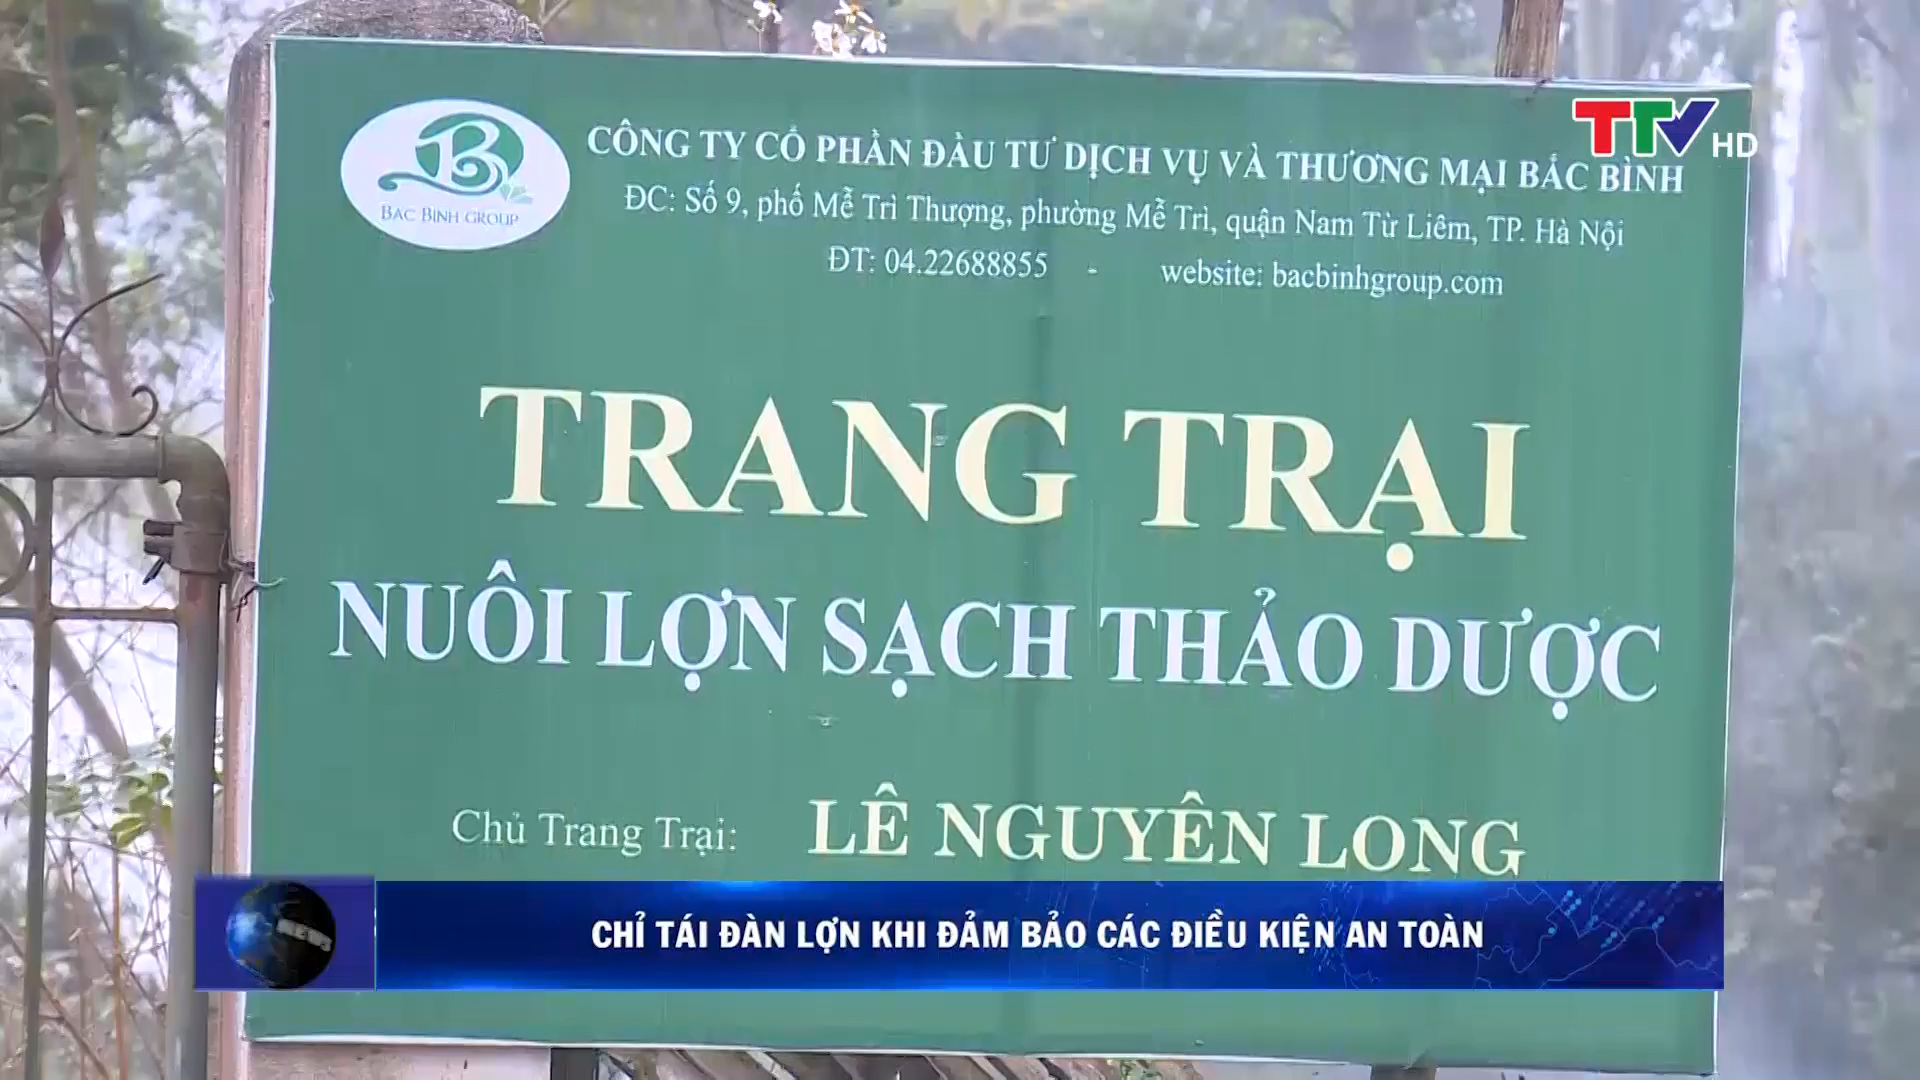 TTV HD
BAC BINH GROUP
CÔNG TY CỔ PHẦN ĐẦU TƯ DỊCH VỤ VÀ THƯƠNG MẠI BẮC BÌNH
ĐC: Số 9, phố Mễ Trì Thượng, phường Mễ Trì, quận Nam Từ Liêm, TP. Hà Nội
ĐT: 04.22688855 - website: bacbinhgroup.com
TRANG TRẠI
NUÔI LỢN SẠCH THẢO DƯỢC
Chủ Trang Trại: LÊ NGUYÊN LONG
NEWS
CHỈ TÁI ĐÀN LỢN KHI ĐẢM BẢO CÁC ĐIỀU KIỆN AN TOÀN